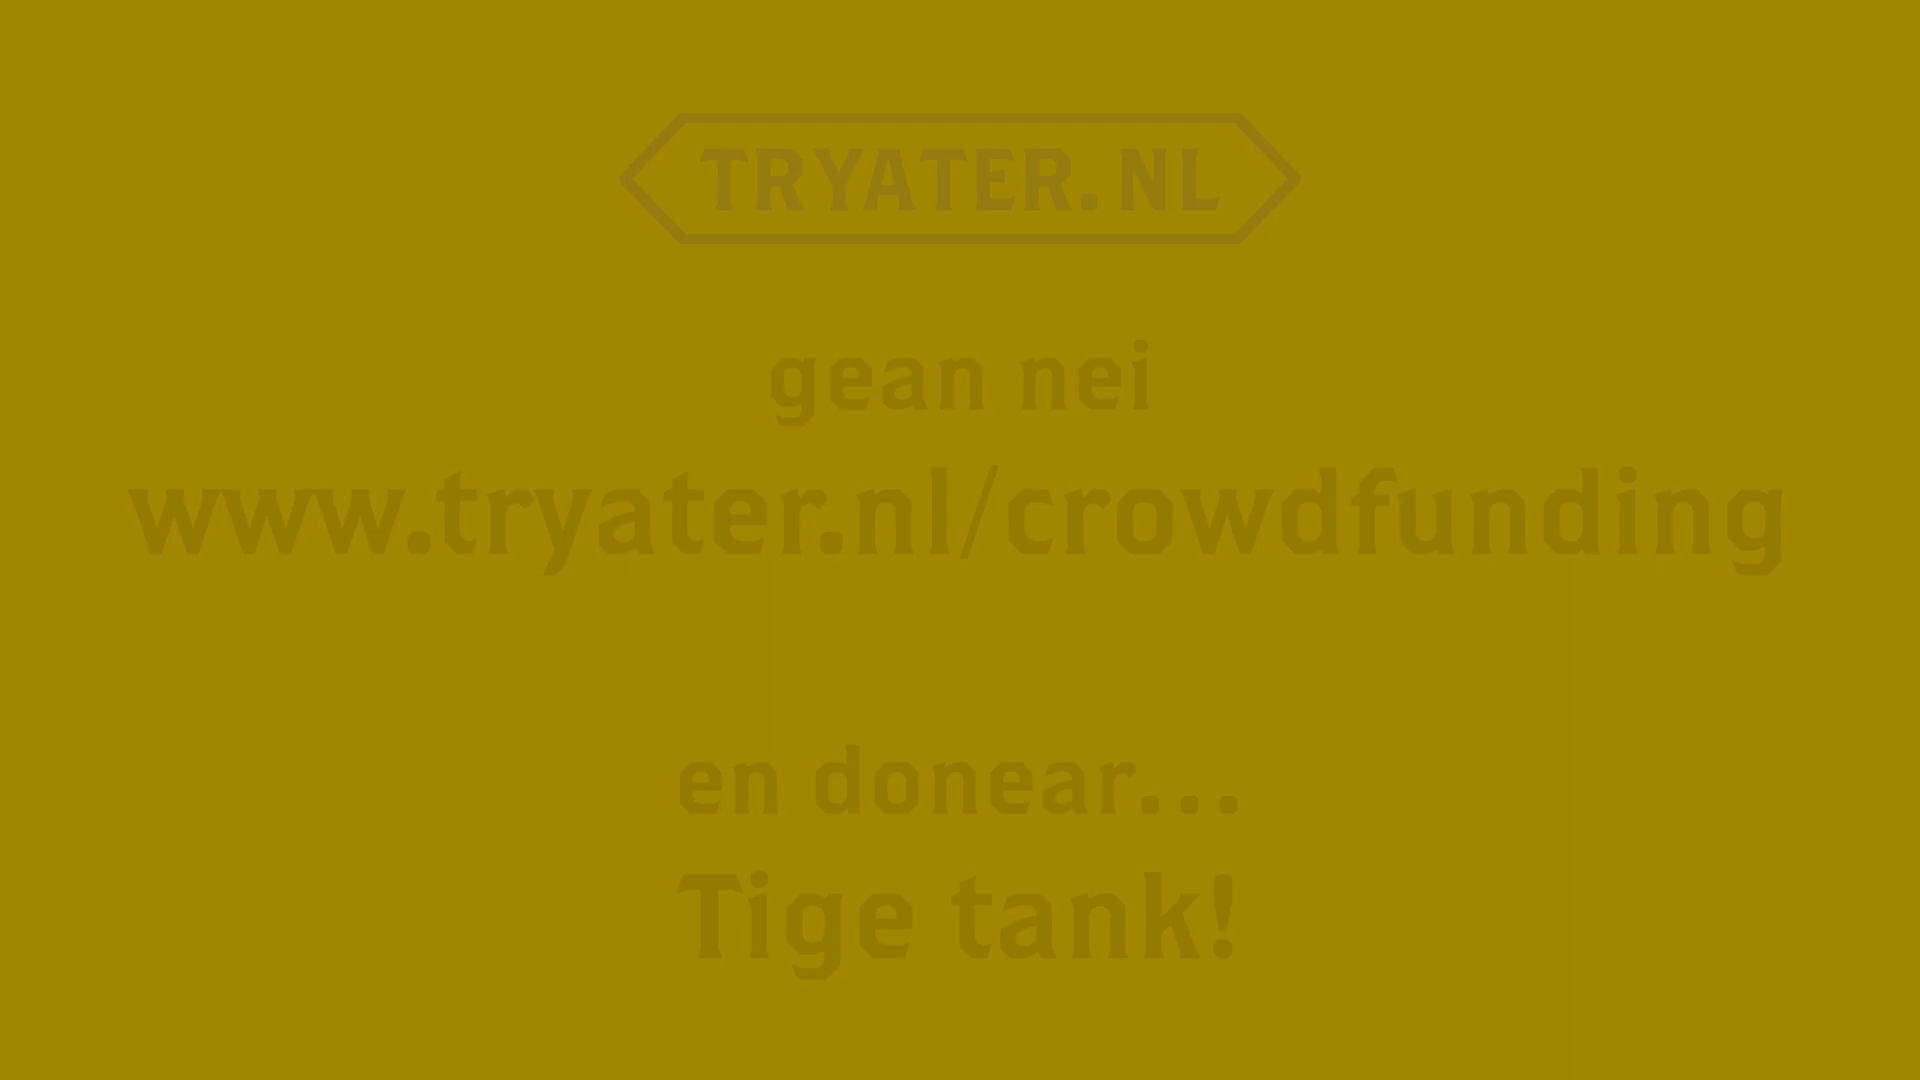 TRYATER.NL
gean nei
www.tryater.nl/crowdfunding
en donear...
Tige tank!